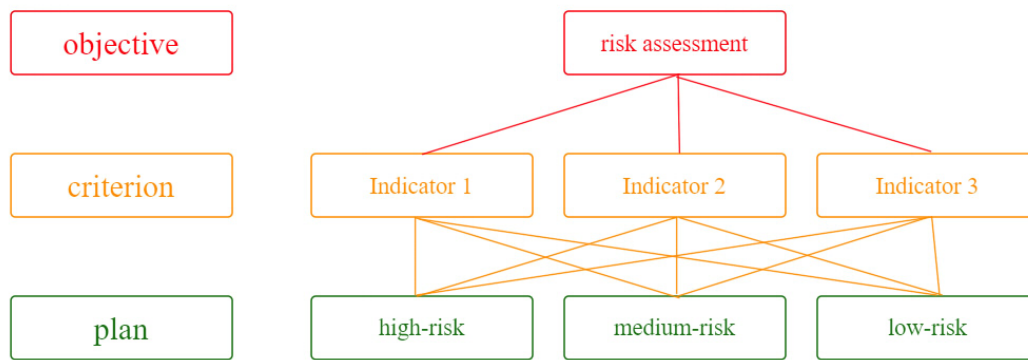 objective
risk assessment
criterion
Indicator 1
Indicator 2
Indicator 3
plan
high-risk
medium-risk
low-risk